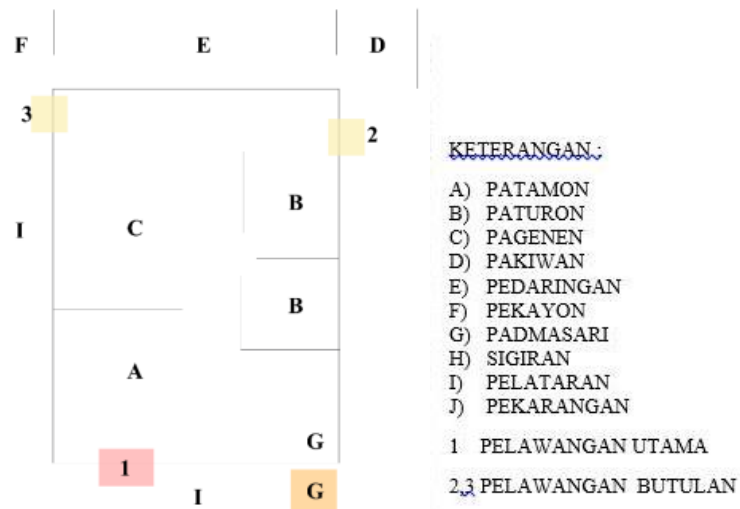 F E D
3
2
KETERANGAN :
A) PATAMON
B) PATURON
B
I C
C) PAGENEN
D) PAKIWAN
E) PEDARINGAN
B
F) PEKAYON
G) PADMASARI
H) SIGIRAN
A
I) PELATARAN
J) PEKARANGAN
G
1 PELAWANGAN UTAMA
1
I G
2,3 PELAWANGAN BUTULAN